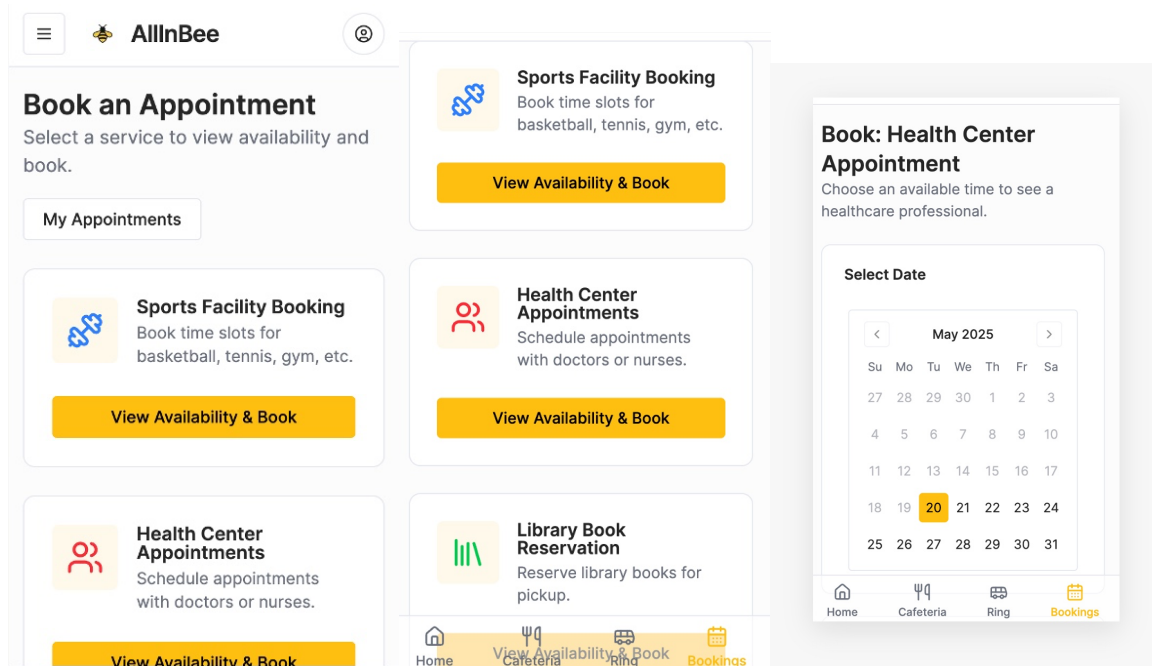 AllInBee
Book an Appointment
Select a service to view availability and
book.
My Appointments
Sports Facility Booking
Book time slots for
basketball, tennis, gym, etc.
View Availability & Book
Health Center
Appointments
Schedule appointments
with doctors or nurses.
View Availability & Book
Sports Facility Booking
Book time slots for
basketball, tennis, gym, etc.
View Availability & Book
Health Center
Appointments
Schedule appointments
with doctors or nurses.
View Availability & Book
Library Book
Reservation
Reserve library books for
pickup.
View Availability & Book
Home Cafeteria Ring Bookings
Book: Health Center
Appointment
Choose an available time to see a
healthcare professional.
Select Date
May 2025
Su Mo Tu We Th Fr Sa
27 28 29 30 1 2 3
4 5 6 7 8 9 10
11 12 13 14 15 16 17
18 19 20 21 22 23 24
25 26 27 28 29 30 31
Home Cafeteria Ring Bookings